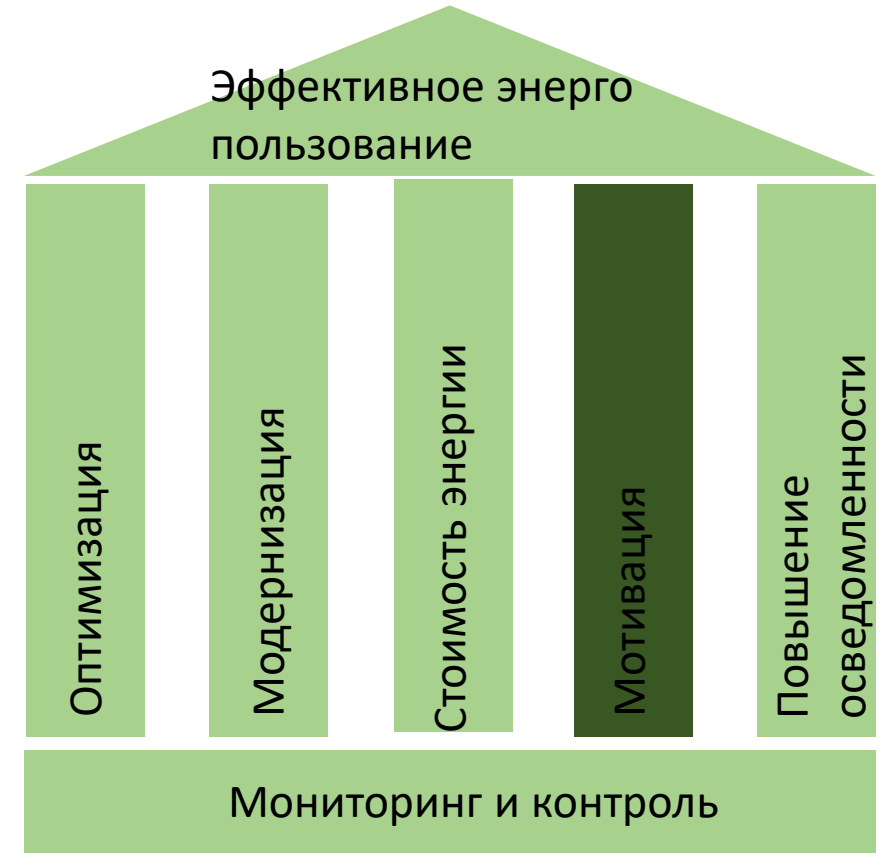 Эффективное энерго
пользование
Оптимизация
Модернизация
Стоимость энергии
Мотивация
Повышение
осведомленности
Мониторинг и контроль